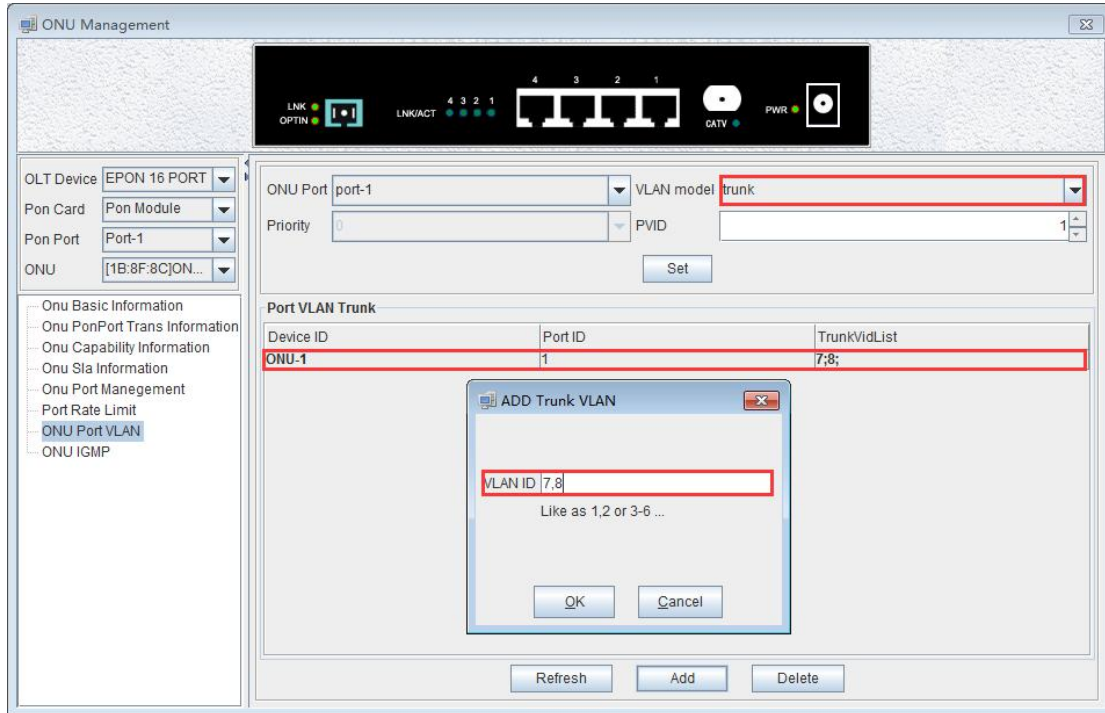 ONU Management
4 3 2 1
LNK
OPTIN
LNK/ACT
4 3 2 1
CATV
PWR
OLT Device EPON 16 PORT
Pon Card Pon Module
Pon Port Port-1
ONU [1B:8F:8C]ON...
Onu Basic Information
Onu PonPort Trans Information
Onu Capability Information
Onu Sla Information
Onu Port Manegement
Port Rate Limit
ONU Port VLAN
ONU IGMP
ONU Port port-1 VLAN model trunk
Priority 0 PVID 1
Set
Port VLAN Trunk
Device ID Port ID TrunkVidList
ONU-1 1 7;8;
ADD Trunk VLAN
VLAN ID 7,8
Like as 1,2 or 3-6 ...
OK Cancel
Refresh Add Delete